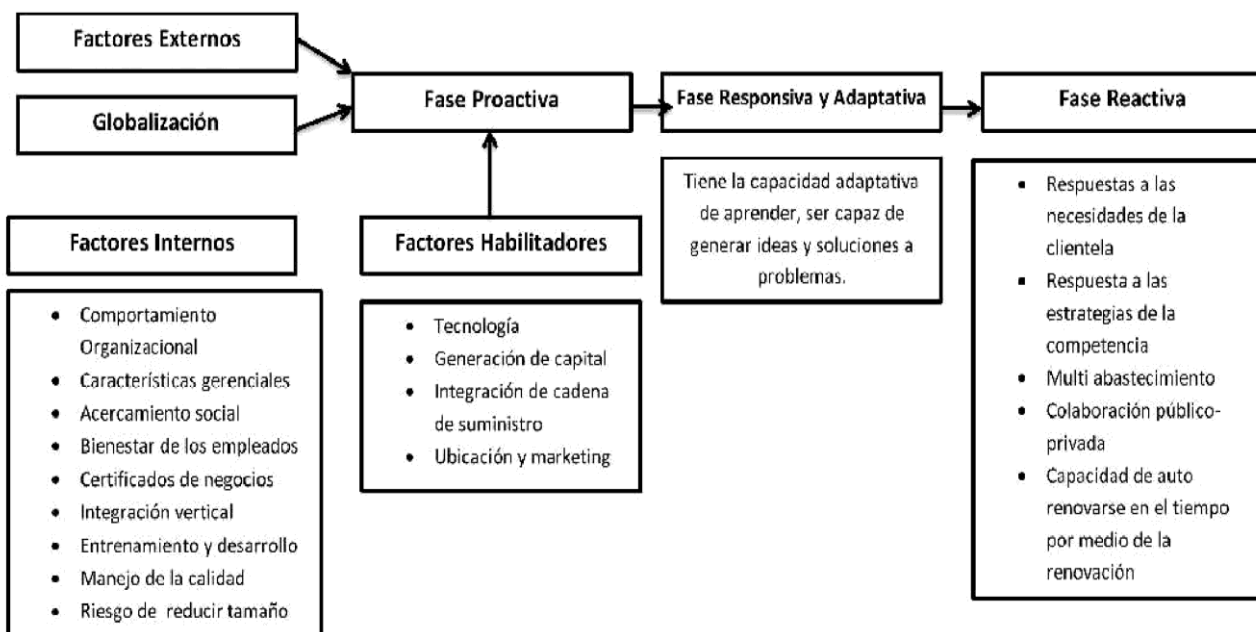 Factores Externos
Globalización
Fase Proactiva
Fase Responsiva y Adaptativa
Fase Reactiva
Factores Internos
Comportamiento
Organizacional
Características gerenciales
Acercamiento social
Bienestar de los empleados
Certificados de negocios
Integración vertical
Entrenamiento y desarrollo
Manejo de la calidad
Riesgo de reducir tamaño
Factores Habilitadores
Tecnología
Generación de capital
Integración de cadena
de suministro
Ubicación y marketing
Tiene la capacidad adaptativa
de aprender, ser capaz de
generar ideas y soluciones a
problemas.
Respuestas a las
necesidades de la
clientela
Respuesta a las
estrategias de la
competencia
Multi abastecimiento
Colaboración público-
privada
Capacidad de auto
renovarse en el tiempo
por medio de la
renovación